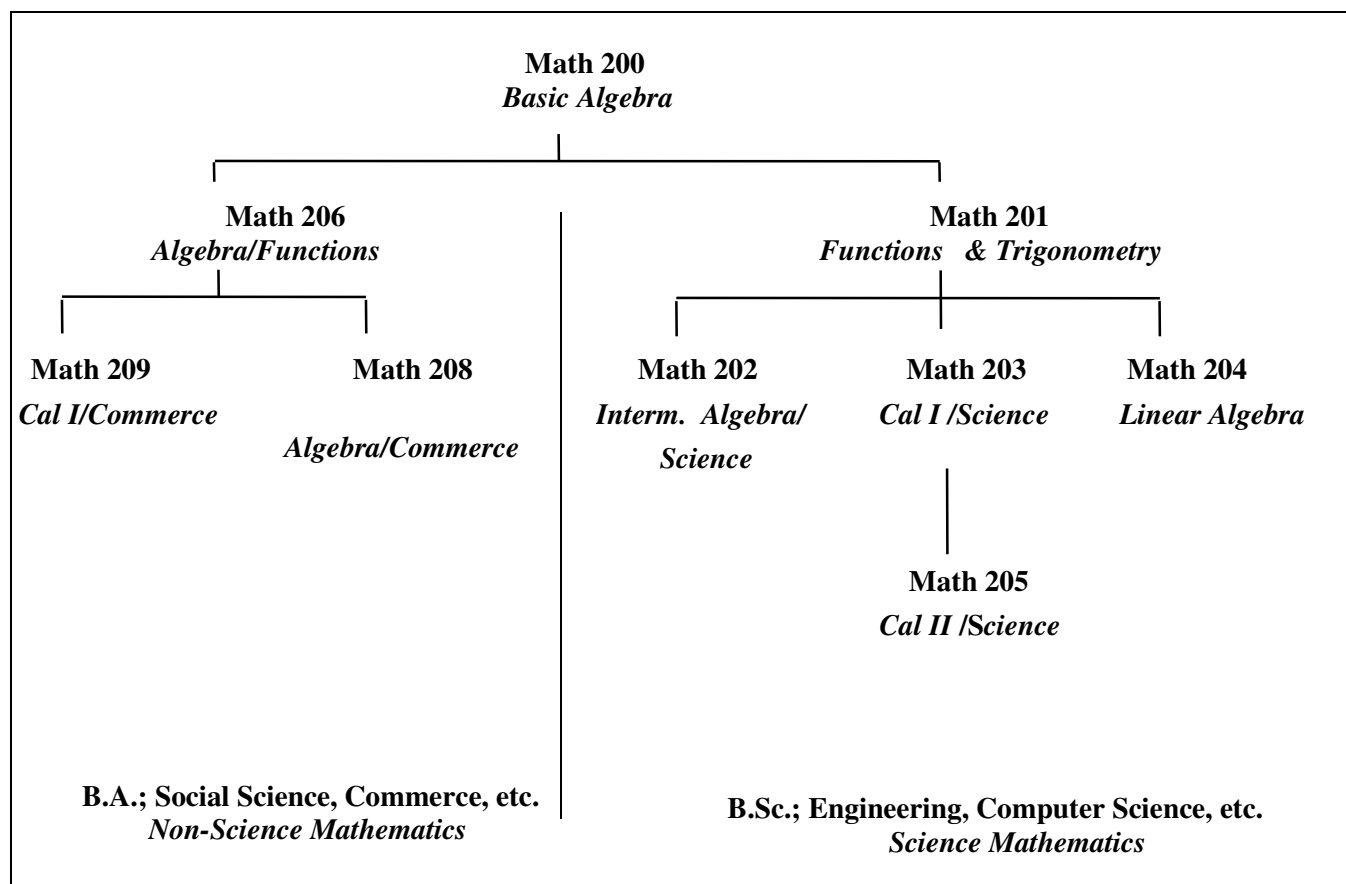 Math 200
Basic Algebra
Math 206
Algebra/Functions
Math 201
Functions & Trigonometry
Math 209
Cal I/Commerce
Math 208
Algebra/Commerce
Math 202
Interm. Algebra/
Science
Math 203
Cal I /Science
Math 204
Linear Algebra
Math 205
Cal II /Science
B.A.; Social Science, Commerce, etc.
Non-Science Mathematics
B.Sc.; Engineering, Computer Science, etc.
Science Mathematics